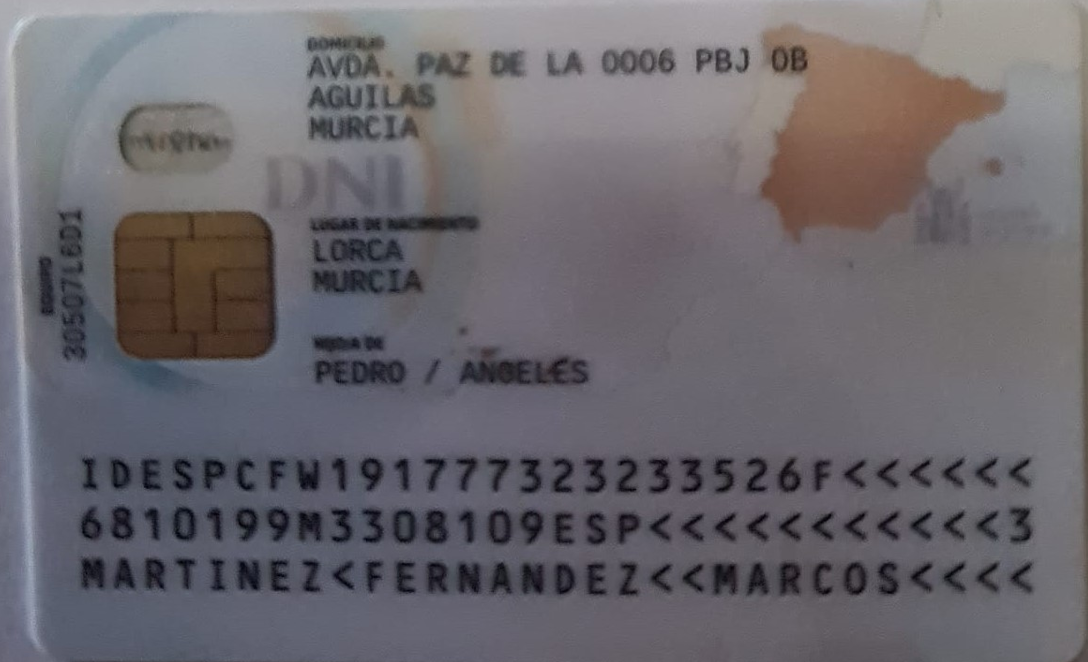 DOMICILIO
AVDA. PAZ DE LA 0006 PBJ 0B
AGUILAS
MURCIA
DNI
LUGAR DE NACIMIENTO
LORCA
MURCIA
HIJO/A DE
PEDRO / ANGELES
EQUIPO
30507L6D1
IDESPCFW191777323233526F<<<<<<
6810199M3308109ESP<<<<<<<<<<<3
MARTINEZ<FERNANDEZ<<MARCOS<<<<